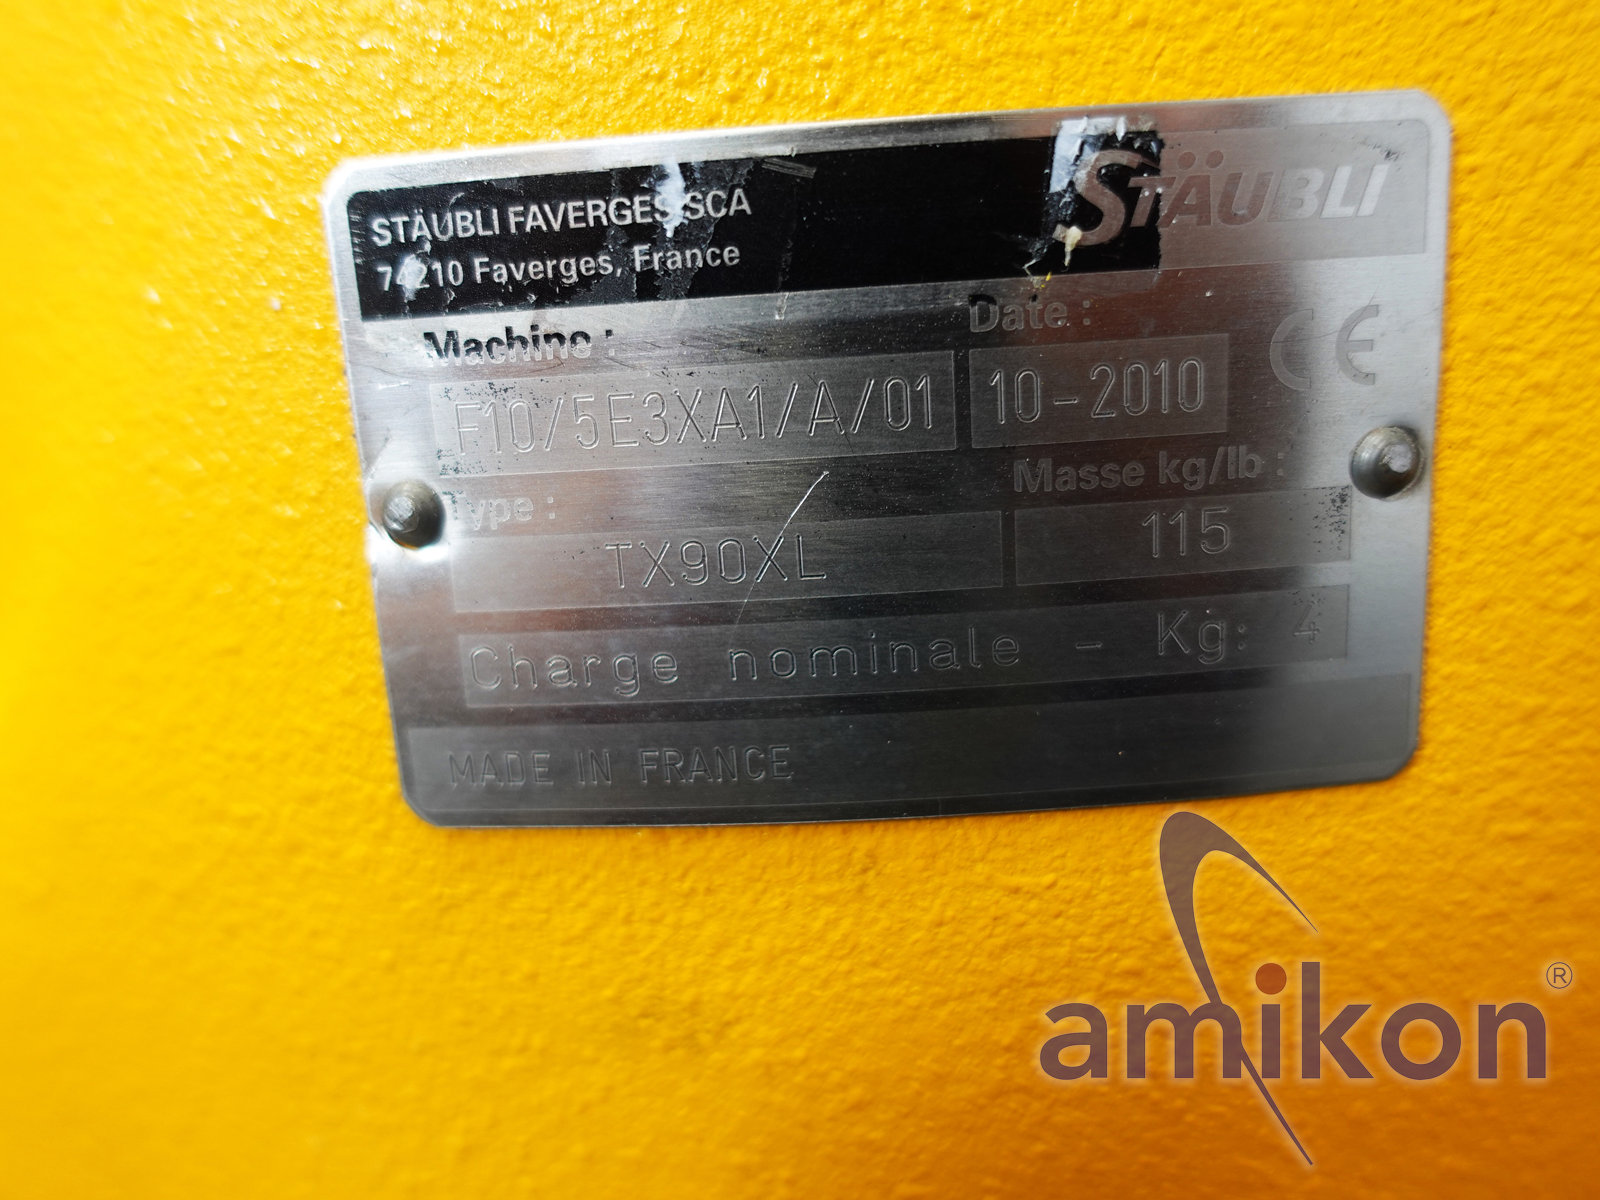 STÄUBLI FAVERGES SCA
74210 Faverges, France
STÄUBLI
Machine :
Date :
F10/5E3XA1/A/01
10-2010
CE
Type :
Masse kg/lb :
TX90XL
115
Charge nominale - Kg: 4
MADE IN FRANCE
amikon®